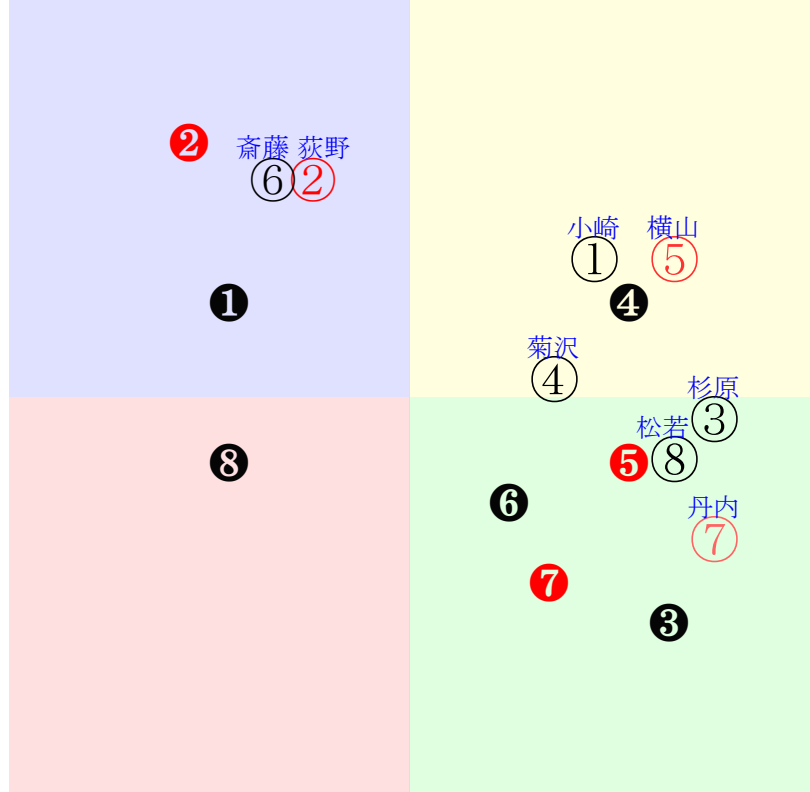 ❷
斎藤 荻野
⑥②
小崎 横山
①⑤
❶ ❹
菊沢
④
杉原
③
松若
❽ ❺⑧
❻
丹内
⑦
❼
❸